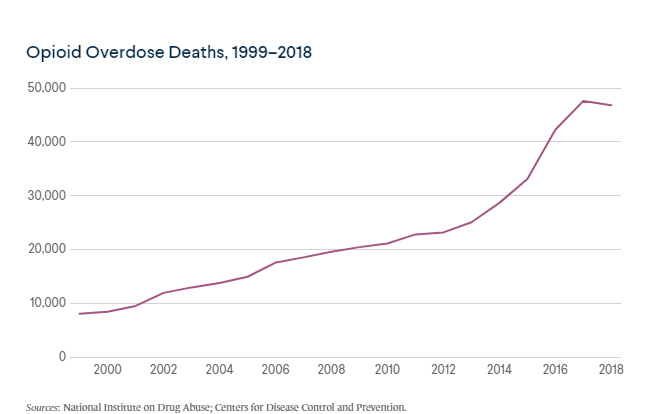 Opioid Overdose Deaths, 1999–2018
50,000
40,000
30,000
20,000
10,000
0
2000 2002 2004 2006 2008 2010 2012 2014 2016 2018
Sources: National Institute on Drug Abuse; Centers for Disease Control and Prevention.